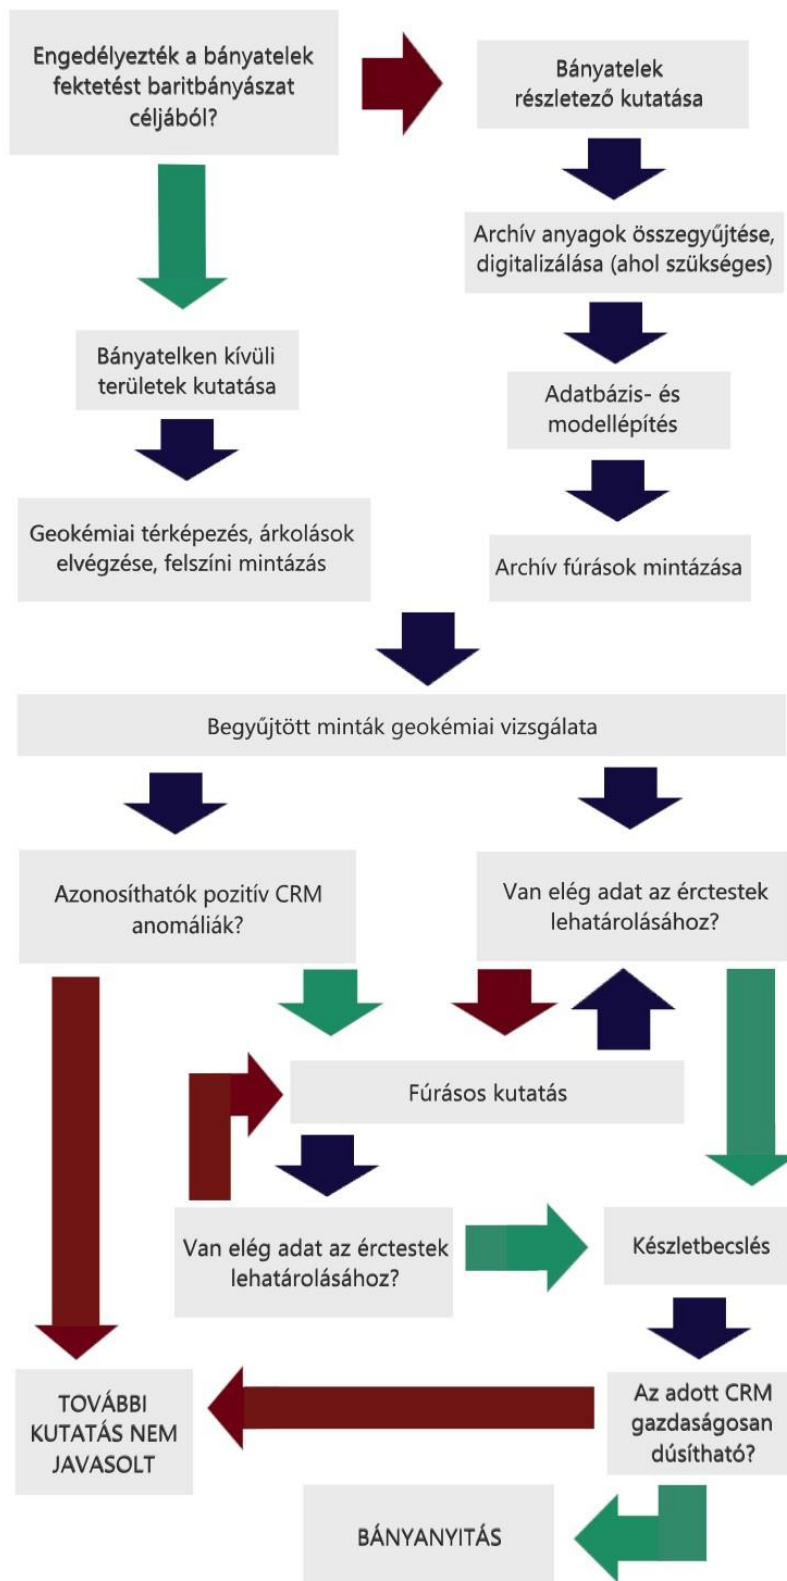 Engedélyezték a bányatelek
fektetést baritbányászat
céljából?
Bányatelek
részletező kutatása
Archív anyagok összegyűjtése,
digitalizálása (ahol szükséges)
Bányatelken kívüli
területek kutatása
Adatbázis- és
modellépítés
Geokémiai térképezés, árkolások
elvégzése, felszíni mintázás
Archív fúrások mintázása
Begyűjtött minták geokémiai vizsgálata
Azonosíthatók pozitív CRM
anomáliák?
Van elég adat az érctestek
lehatárolásához?
Fúrásos kutatás
Van elég adat az érctestek
lehatárolásához?
Készletbecslés
TOVÁBBI
KUTATÁS NEM
JAVASOLT
Az adott CRM
gazdaságosan
dúsítható?
BÁNYANYITÁS